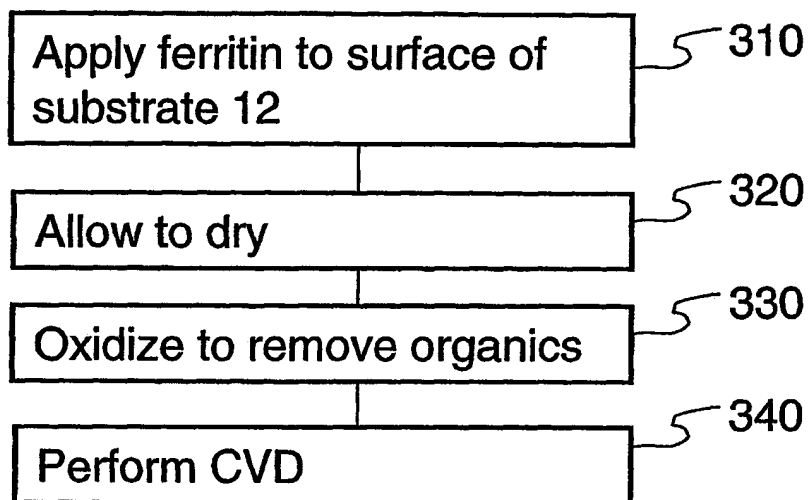 Apply ferritin to surface of
substrate 12
310
Allow to dry
320
Oxidize to remove organics
330
Perform CVD
340